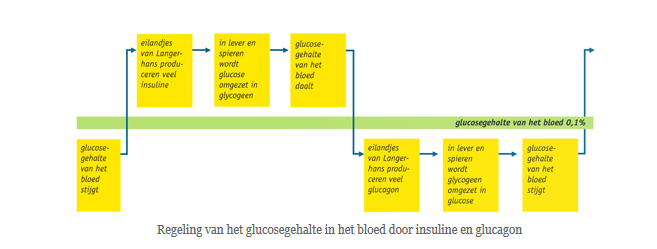 glucose-
gehalte
van het
bloed
stijgt
eilandjes
van Langer-
hans produ-
ceren veel
insuline
in lever en
spieren
wordt
glucose
omgezet in
glycogeen
glucose-
gehalte
van het
bloed
daalt
glucosegehalte van het bloed 0,1%
eilandjes
van Langer-
hans produ-
ceren veel
glucagon
in lever en
spieren
wordt
glycogeen
omgezet in
glucose
glucose-
gehalte
van het
bloed
stijgt
Regeling van het glucosegehalte in het bloed door insuline en glucagon